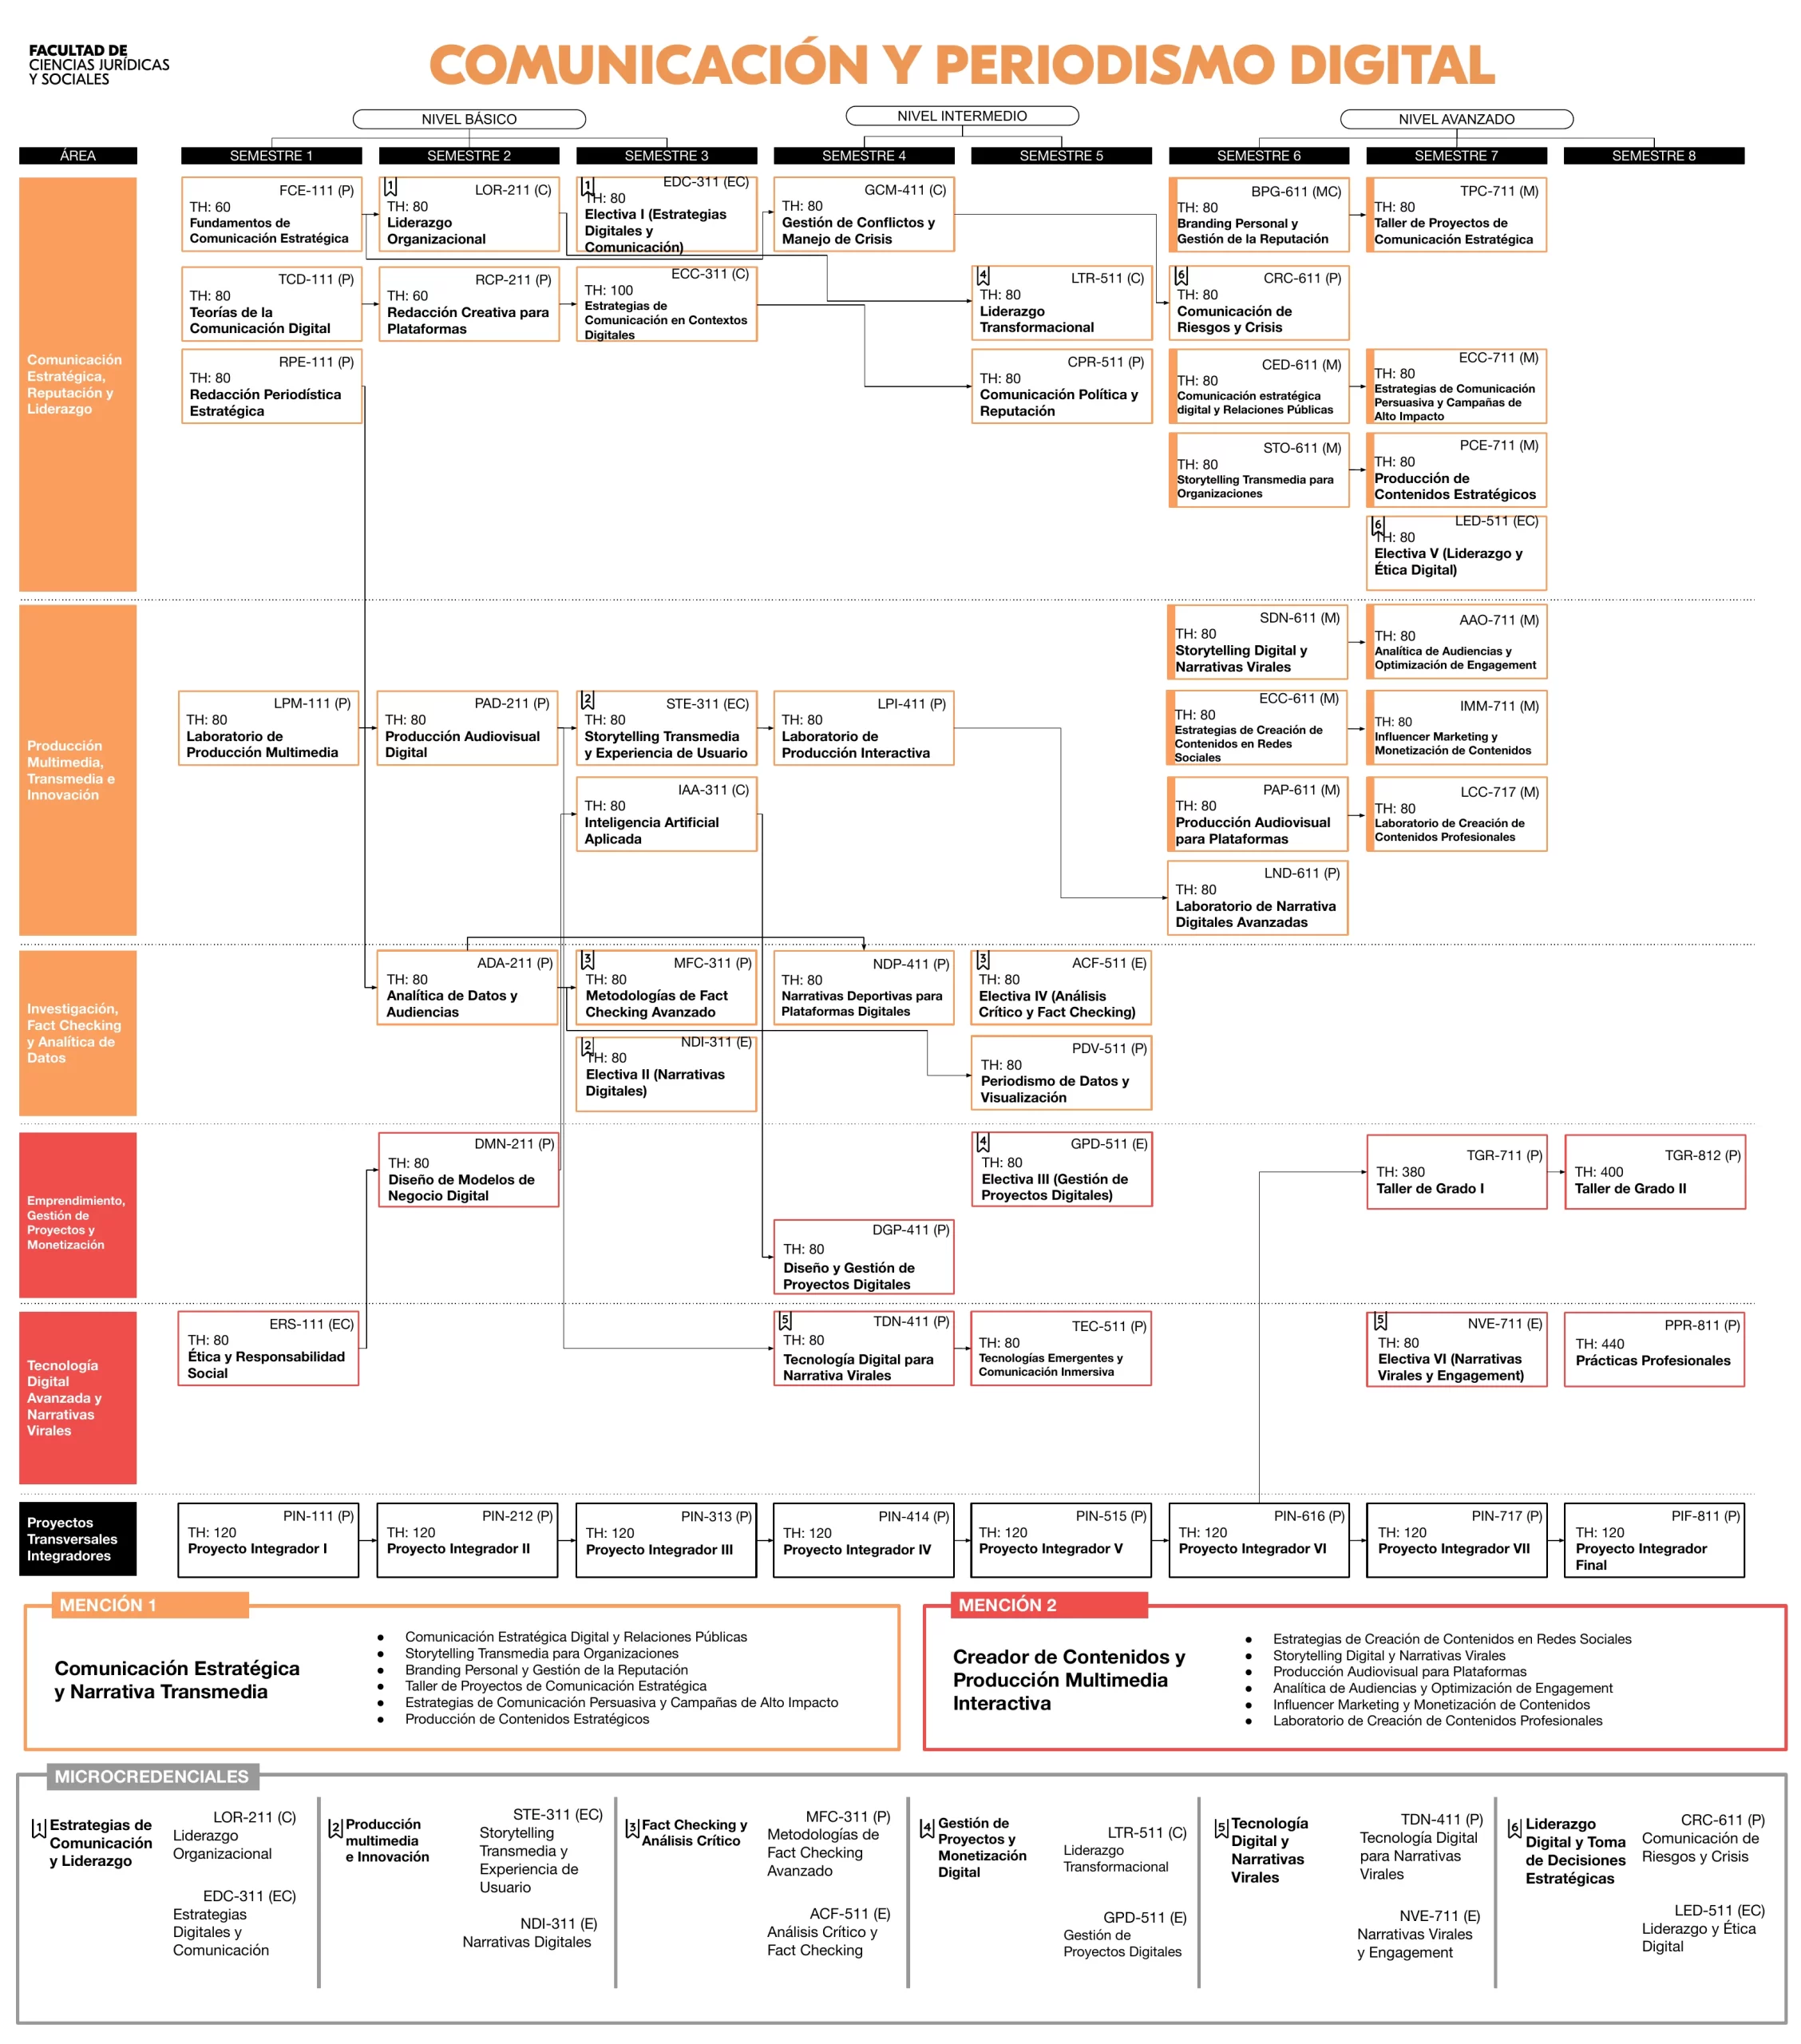 FACULTAD DE
CIENCIAS JURÍDICAS
Y SOCIALES
COMUNICACIÓN Y PERIODISMO DIGITAL
NIVEL BÁSICO
NIVEL INTERMEDIO
NIVEL AVANZADO
ÁREA
SEMESTRE 1
SEMESTRE 2
SEMESTRE 3
SEMESTRE 4
SEMESTRE 5
SEMESTRE 6
SEMESTRE 7
SEMESTRE 8
Comunicación
Estratégica,
Reputación y
Liderazgo
FCE-111 (P)
TH: 60
Fundamentos de
Comunicación Estratégica
1
LOR-211 (C)
TH: 80
Liderazgo
Organizacional
1
EDC-311 (EC)
TH: 80
Electiva I (Estrategias
Digitales y
Comunicación)
GCM-411 (C)
TH: 80
Gestión de Conflictos y
Manejo de Crisis
BPG-611 (MC)
TH: 80
Branding Personal y
Gestión de la Reputación
TPC-711 (M)
TH: 80
Taller de Proyectos de
Comunicación Estratégica
TCD-111 (P)
TH: 80
Teorías de la
Comunicación Digital
RCP-211 (P)
TH: 60
Redacción Creativa para
Plataformas
ECC-311 (C)
TH: 100
Estrategias de
Comunicación en Contextos
Digitales
4
LTR-511 (C)
TH: 80
Liderazgo
Transformacional
6
CRC-611 (P)
TH: 80
Comunicación de
Riesgos y Crisis
RPE-111 (P)
TH: 80
Redacción Periodística
Estratégica
CPR-511 (P)
TH: 80
Comunicación Política y
Reputación
CED-611 (M)
TH: 80
Comunicación estratégica
digital y Relaciones Públicas
ECC-711 (M)
TH: 80
Estrategias de Comunicación
Persuasiva y Campañas de
Alto Impacto
STO-611 (M)
TH: 80
Storytelling Transmedia para
Organizaciones
PCE-711 (M)
TH: 80
Producción de
Contenidos Estratégicos
6
LED-511 (EC)
TH: 80
Electiva V (Liderazgo y
Ética Digital)
Producción
Multimedia,
Transmedia e
Innovación
SDN-611 (M)
TH: 80
Storytelling Digital y
Narrativas Virales
AAO-711 (M)
TH: 80
Analítica de Audiencias y
Optimización de Engagement
LPM-111 (P)
TH: 80
Laboratorio de
Producción Multimedia
PAD-211 (P)
TH: 80
Producción Audiovisual
Digital
2
STE-311 (EC)
TH: 80
Storytelling Transmedia
y Experiencia de Usuario
LPI-411 (P)
TH: 80
Laboratorio de
Producción Interactiva
ECC-611 (M)
TH: 80
Estrategias de Creación de
Contenidos en Redes
Sociales
IMM-711 (M)
TH: 80
Influencer Marketing y
Monetización de Contenidos
IAA-311 (C)
TH: 80
Inteligencia Artificial
Aplicada
PAP-611 (M)
TH: 80
Producción Audiovisual
para Plataformas
LCC-717 (M)
TH: 80
Laboratorio de Creación de
Contenidos Profesionales
LND-611 (P)
TH: 80
Laboratorio de Narrativa
Digitales Avanzadas
Investigación,
Fact Checking
y Analítica de
Datos
ADA-211 (P)
TH: 80
Analítica de Datos y
Audiencias
3
MFC-311 (P)
TH: 80
Metodologías de Fact
Checking Avanzado
NDP-411 (P)
TH: 80
Narrativas Deportivas para
Plataformas Digitales
3
ACF-511 (E)
TH: 80
Electiva IV (Análisis
Crítico y Fact Checking)
2
NDI-311 (E)
TH: 80
Electiva II (Narrativas
Digitales)
PDV-511 (P)
TH: 80
Periodismo de Datos y
Visualización
Emprendimiento,
Gestión de
Proyectos y
Monetización
DMN-211 (P)
TH: 80
Diseño de Modelos de
Negocio Digital
4
GPD-511 (E)
TH: 80
Electiva III (Gestión de
Proyectos Digitales)
TGR-711 (P)
TH: 380
Taller de Grado I
TGR-812 (P)
TH: 400
Taller de Grado II
DGP-411 (P)
TH: 80
Diseño y Gestión de
Proyectos Digitales
Tecnología
Digital
Avanzada y
Narrativas
Virales
ERS-111 (EC)
TH: 80
Ética y Responsabilidad
Social
5
TDN-411 (P)
TH: 80
Tecnología Digital para
Narrativa Virales
TEC-511 (P)
TH: 80
Tecnologías Emergentes y
Comunicación Inmersiva
5
NVE-711 (E)
TH: 80
Electiva VI (Narrativas
Virales y Engagement)
PPR-811 (P)
TH: 440
Prácticas Profesionales
Proyectos
Transversales
Integradores
PIN-111 (P)
TH: 120
Proyecto Integrador I
PIN-212 (P)
TH: 120
Proyecto Integrador II
PIN-313 (P)
TH: 120
Proyecto Integrador III
PIN-414 (P)
TH: 120
Proyecto Integrador IV
PIN-515 (P)
TH: 120
Proyecto Integrador V
PIN-616 (P)
TH: 120
Proyecto Integrador VI
PIN-717 (P)
TH: 120
Proyecto Integrador VII
PIF-811 (P)
TH: 120
Proyecto Integrador
Final
MENCIÓN 1
Comunicación Estratégica
y Narrativa Transmedia
● Comunicación Estratégica Digital y Relaciones Públicas
● Storytelling Transmedia para Organizaciones
● Branding Personal y Gestión de la Reputación
● Taller de Proyectos de Comunicación Estratégica
● Estrategias de Comunicación Persuasiva y Campañas de Alto Impacto
● Producción de Contenidos Estratégicos
MENCIÓN 2
Creador de Contenidos y
Producción Multimedia
Interactiva
● Estrategias de Creación de Contenidos en Redes Sociales
● Storytelling Digital y Narrativas Virales
● Producción Audiovisual para Plataformas
● Analítica de Audiencias y Optimización de Engagement
● Influencer Marketing y Monetización de Contenidos
● Laboratorio de Creación de Contenidos Profesionales
MICROCREDENCIALES
1
Estrategias de
Comunicación
y Liderazgo
LOR-211 (C)
Liderazgo
Organizacional
EDC-311 (EC)
Estrategias
Digitales y
Comunicación
2
Producción
multimedia
e Innovación
STE-311 (EC)
Storytelling
Transmedia y
Experiencia de
Usuario
NDI-311 (E)
Narrativas Digitales
3
Fact Checking y
Análisis Crítico
MFC-311 (P)
Metodologías de
Fact Checking
Avanzado
ACF-511 (E)
Análisis Crítico y
Fact Checking
4
Gestión de
Proyectos y
Monetización
Digital
LTR-511 (C)
Liderazgo
Transformacional
GPD-511 (E)
Gestión de
Proyectos Digitales
5
Tecnología
Digital y
Narrativas
Virales
TDN-411 (P)
Tecnología Digital
para Narrativas
Virales
NVE-711 (E)
Narrativas Virales
y Engagement
6
Liderazgo
Digital y Toma
de Decisiones
Estratégicas
CRC-611 (P)
Comunicación de
Riesgos y Crisis
LED-511 (EC)
Liderazgo y Ética
Digital